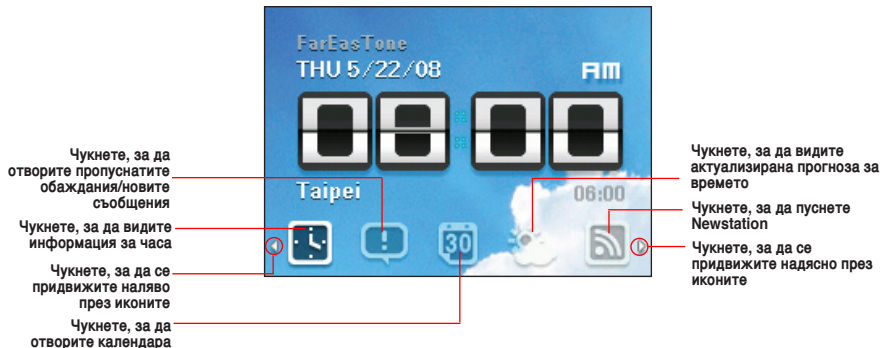 FarEasTone
THU 5/22/08
AM
08:00
Taipei
06:00
30
Чукнете, за да
отворите пропуснатите
обаждания/новите
съобщения
Чукнете, за да видите
информация за часа
Чукнете, за да се
придвижите наляво
през иконите
Чукнете, за да
отворите календара
Чукнете, за да видите
актуализирана прогноза за
времето
Чукнете, за да пуснете
Newstation
Чукнете, за да се
придвижите надясно през
иконите